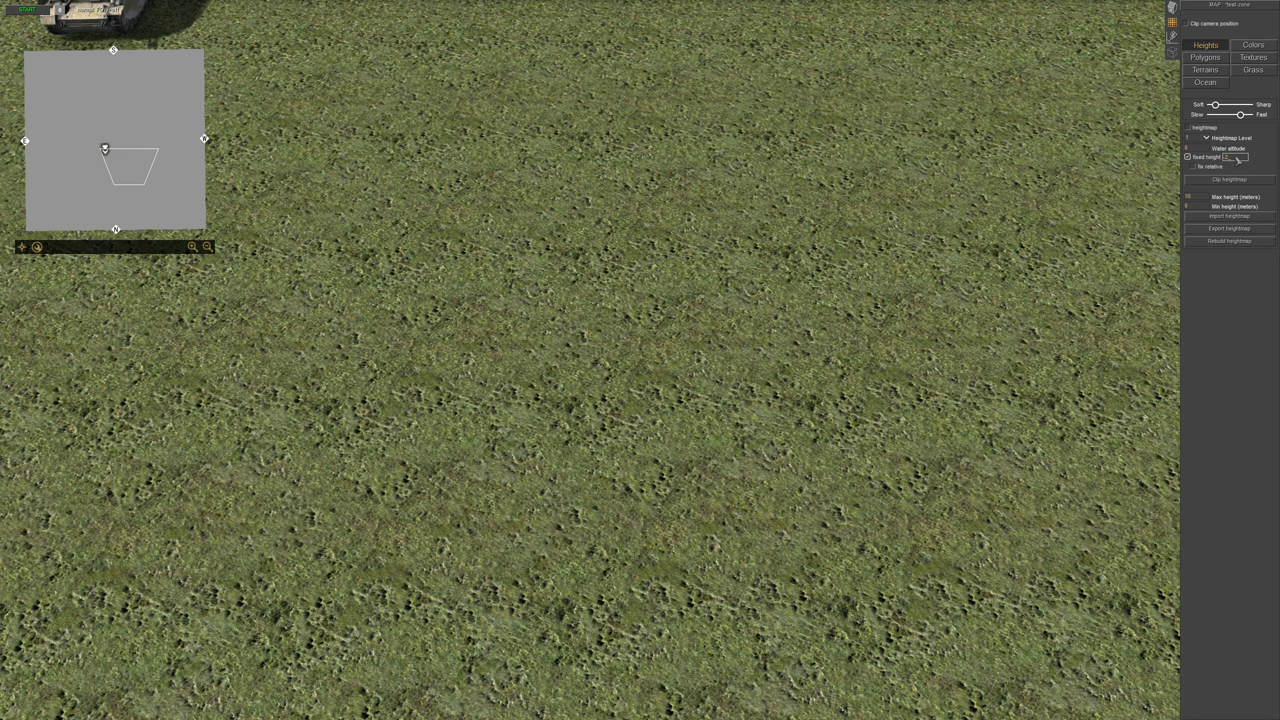 START
MAP : "test-zone
Clip camera position
Heights Colors
Polygons Textures
Terrains Grass
Ocean
Soft Sharp
Slow Fast
heightmap
1 Heightmap Level
Water altitude
fixed height -2
fix relative
Clip heightmap
Max height (meters)
Min height (meters)
Import heightmap
Export heightmap
Rebuild heightmap
S
E
N